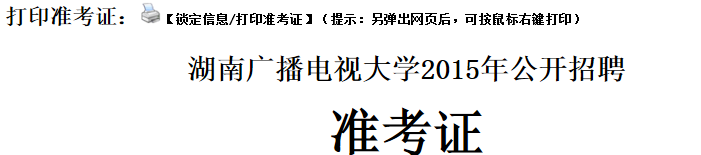 打印准考证：【锁定信息/打印准考证】（提示：另弹出网页后，可按鼠标右键打印）
湖南广播电视大学2015年公开招聘
准考证